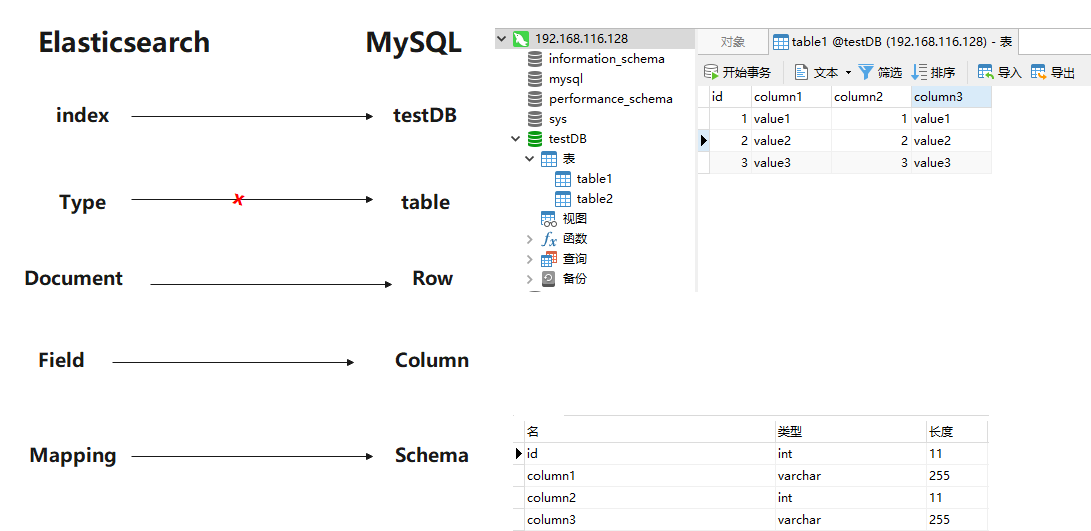 Elasticsearch MySQL
index testDB
Type x table
Document Row
Field Column
Mapping Schema
192.168.116.128
information_schema
mysql
performance_schema
sys
testDB
表
table1
table2
视图
函数
查询
备份
对象 table1 @testDB (192.168.116.128) - 表
开始事务 文本 筛选 排序 导入 导出
id column1 column2 column3
1 value1 1 value1
2 value2 2 value2
3 value3 3 value3
名 类型 长度
id int 11
column1 varchar 255
column2 int 11
column3 varchar 255